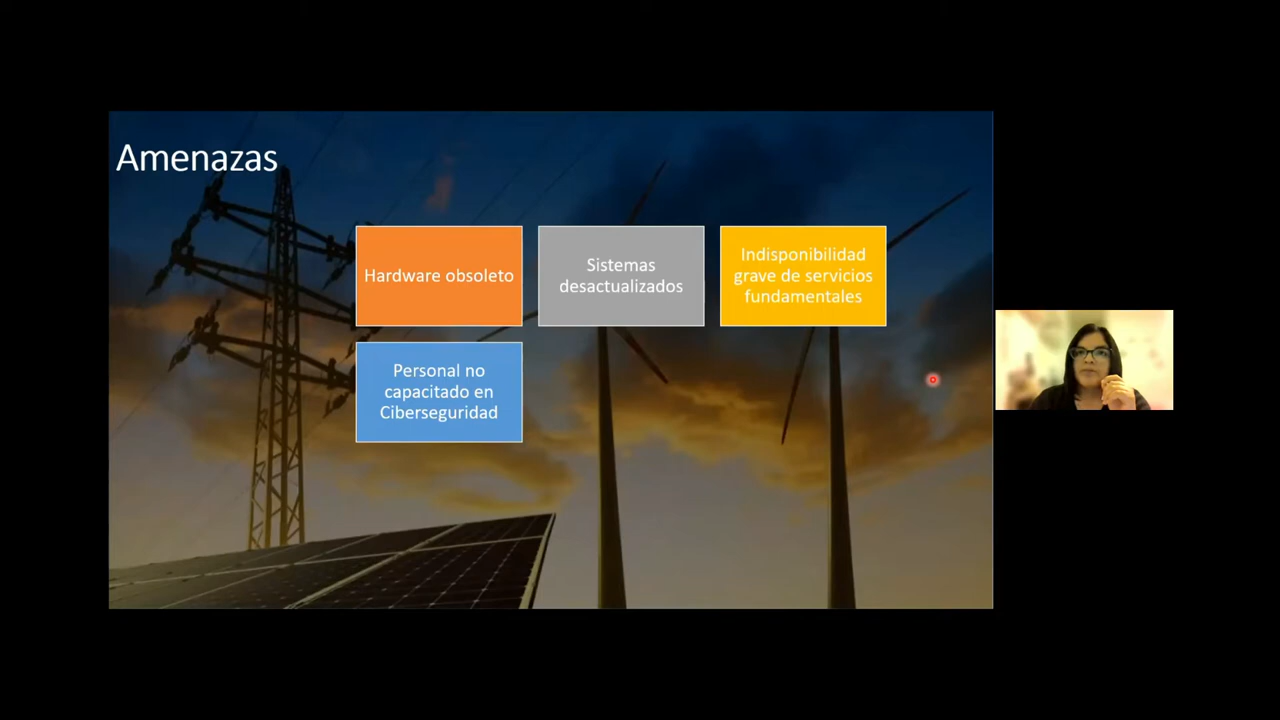 Amenazas
Hardware obsoleto
Sistemas
desactualizados
Indisponibilidad
grave de servicios
fundamentales
Personal no
capacitado en
Ciberseguridad